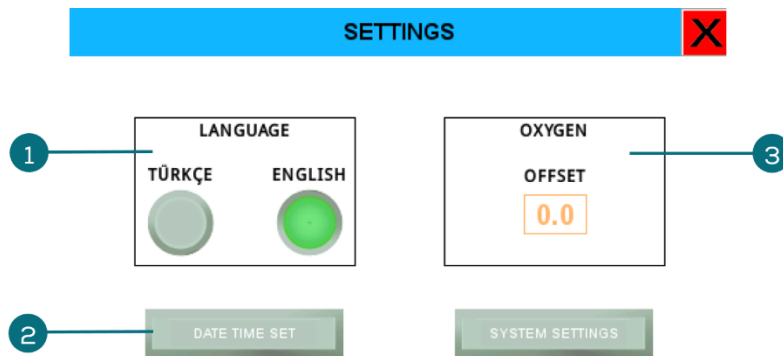 SETTINGS
X
LANGUAGE
TÜRKÇE
ENGLISH
1
OXYGEN
OFFSET
0.0
3
2
DATE TIME SET
SYSTEM SETTINGS